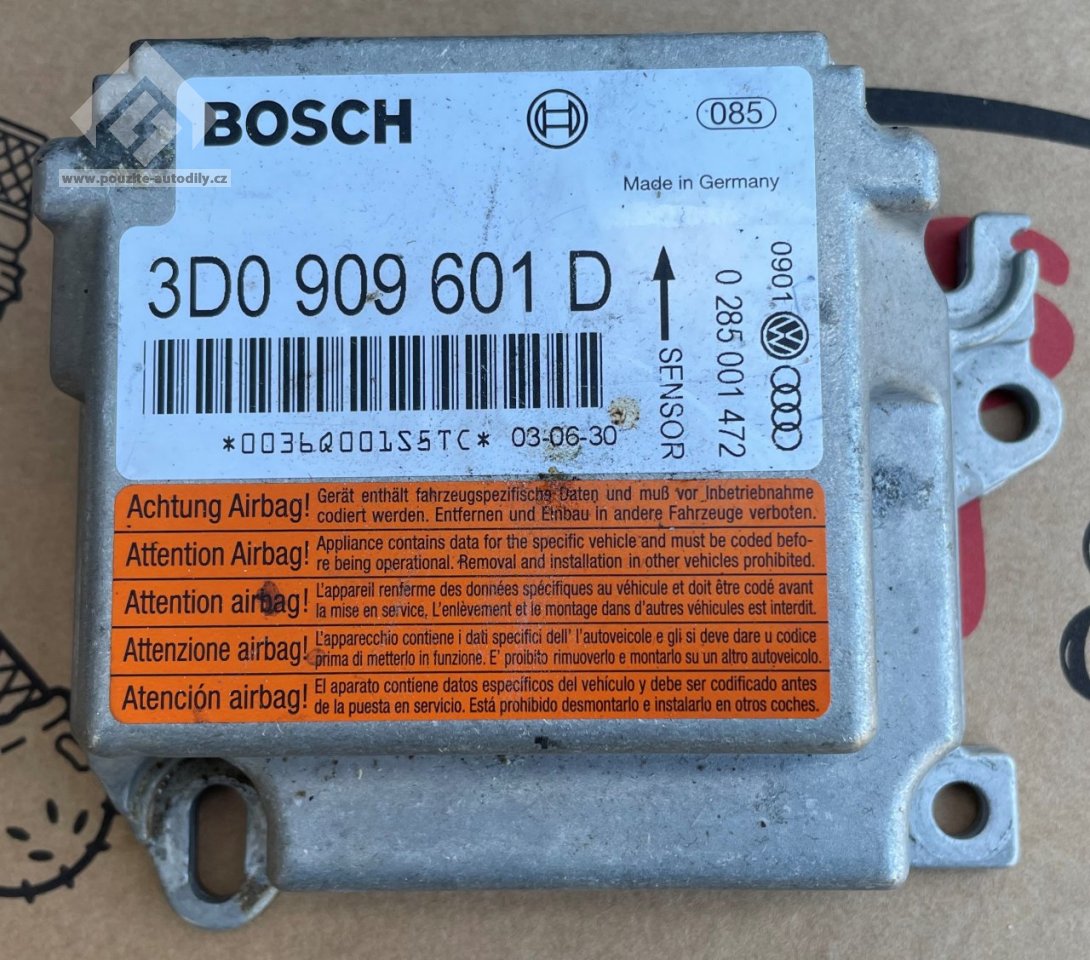 BOSCH
085
www.pouzite-autodily.cz
Made in Germany
3D0 909 601 D
SENSOR
0 285 001 472
0901
*0036Q001S5TC* 03-06-30
Achtung Airbag! Gerät enthält fahrzeugspezifische Daten und muß vor Inbetriebnahme
codiert werden. Entfernen und Einbau in andere Fahrzeuge verboten.
Attention Airbag! Appliance contains data for the specific vehicle and must be coded befo-
re being operational. Removal and installation in other vehicles prohibited.
Attention airbag! L'appareil renferme des données spécifiques au véhicule et doit être codé avant
la mise en service, L'enlèvement et le montage dans d'autres véhicules est interdit.
Attenzione airbag! L'apparecchio contiene i dati specifici dell' l'autoveicole e gli si deve dare u codice
prima di metterlo in funzione. E' proibito rimuoverlo e montarlo su un altro autoveicolo.
Atención airbag! El aparato contiene datos específicos del vehículo y debe ser codificado antes
de la puesta en servicio. Está prohibido desmontarlo e instalarlo en otros coches.